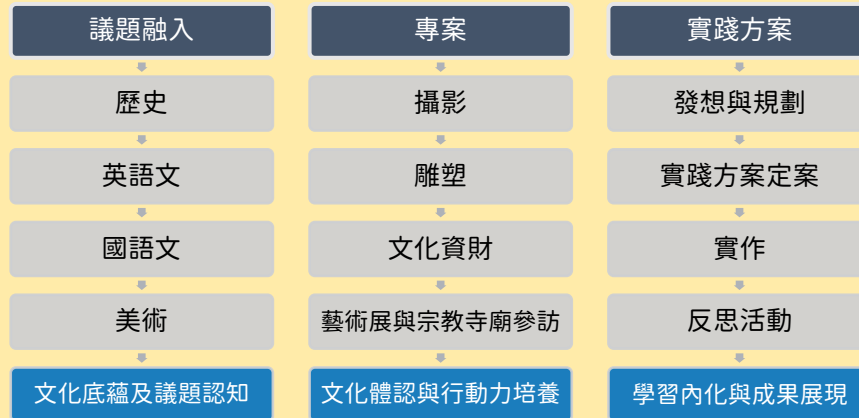 議題融入
歷史
英語文
國語文
美術
文化底蘊及議題認知
專案
攝影
雕塑
文化資財
藝術展與宗教寺廟參訪
文化體認與行動力培養
實踐方案
發想與規劃
實踐方案定案
實作
反思活動
學習內化與成果展現